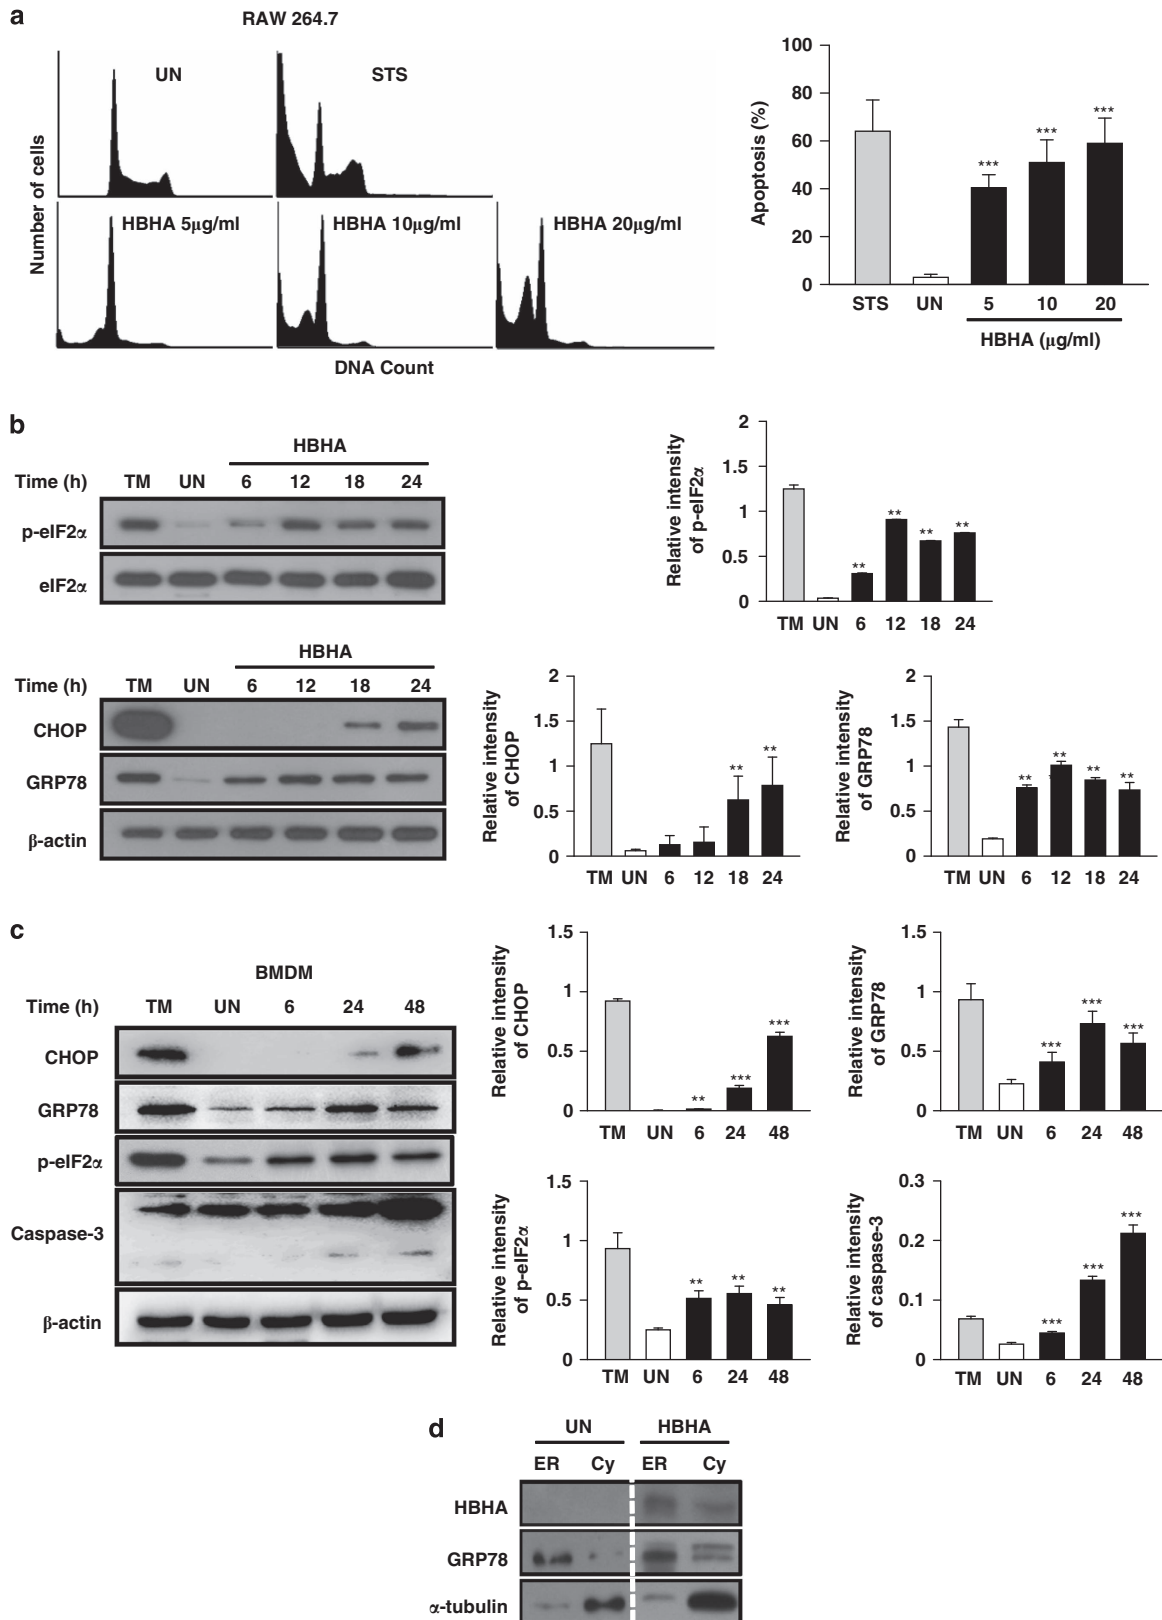 a
RAW 264.7
UN
STS
Number of cells
HBHA 5μg/ml
HBHA 10μg/ml
HBHA 20μg/ml
DNA Count
Apoptosis (%)
100
80
60
40
20
0
***
***
***
STS UN 5 10 20
HBHA (μg/ml)
b
HBHA
Time (h) TM UN 6 12 18 24
p-eIF2α
eIF2α
Relative intensity
of p-eIF2α
2
1.5
1
0.5
0
**
**
**
**
TM UN 6 12 18 24
HBHA
Time (h) TM UN 6 12 18 24
CHOP
GRP78
β-actin
Relative intensity
of CHOP
2
1.5
1
0.5
0
**
**
TM UN 6 12 18 24
Relative intensity
of GRP78
2
1.5
1
0.5
0
**
**
**
**
TM UN 6 12 18 24
c
BMDM
Time (h) TM UN 6 24 48
CHOP
GRP78
p-eIF2α
Caspase-3
β-actin
Relative intensity
of CHOP
1.5
1
0.5
0
**
***
***
TM UN 6 24 48
Relative intensity
of GRP78
1.5
1
0.5
0
***
***
***
TM UN 6 24 48
Relative intensity
of p-eIF2α
1.5
1
0.5
0
**
**
**
TM UN 6 24 48
Relative intensity
of caspase-3
0.3
0.2
0.1
0
***
***
***
TM UN 6 24 48
d
UN HBHA
ER Cy ER Cy
HBHA
GRP78
α-tubulin